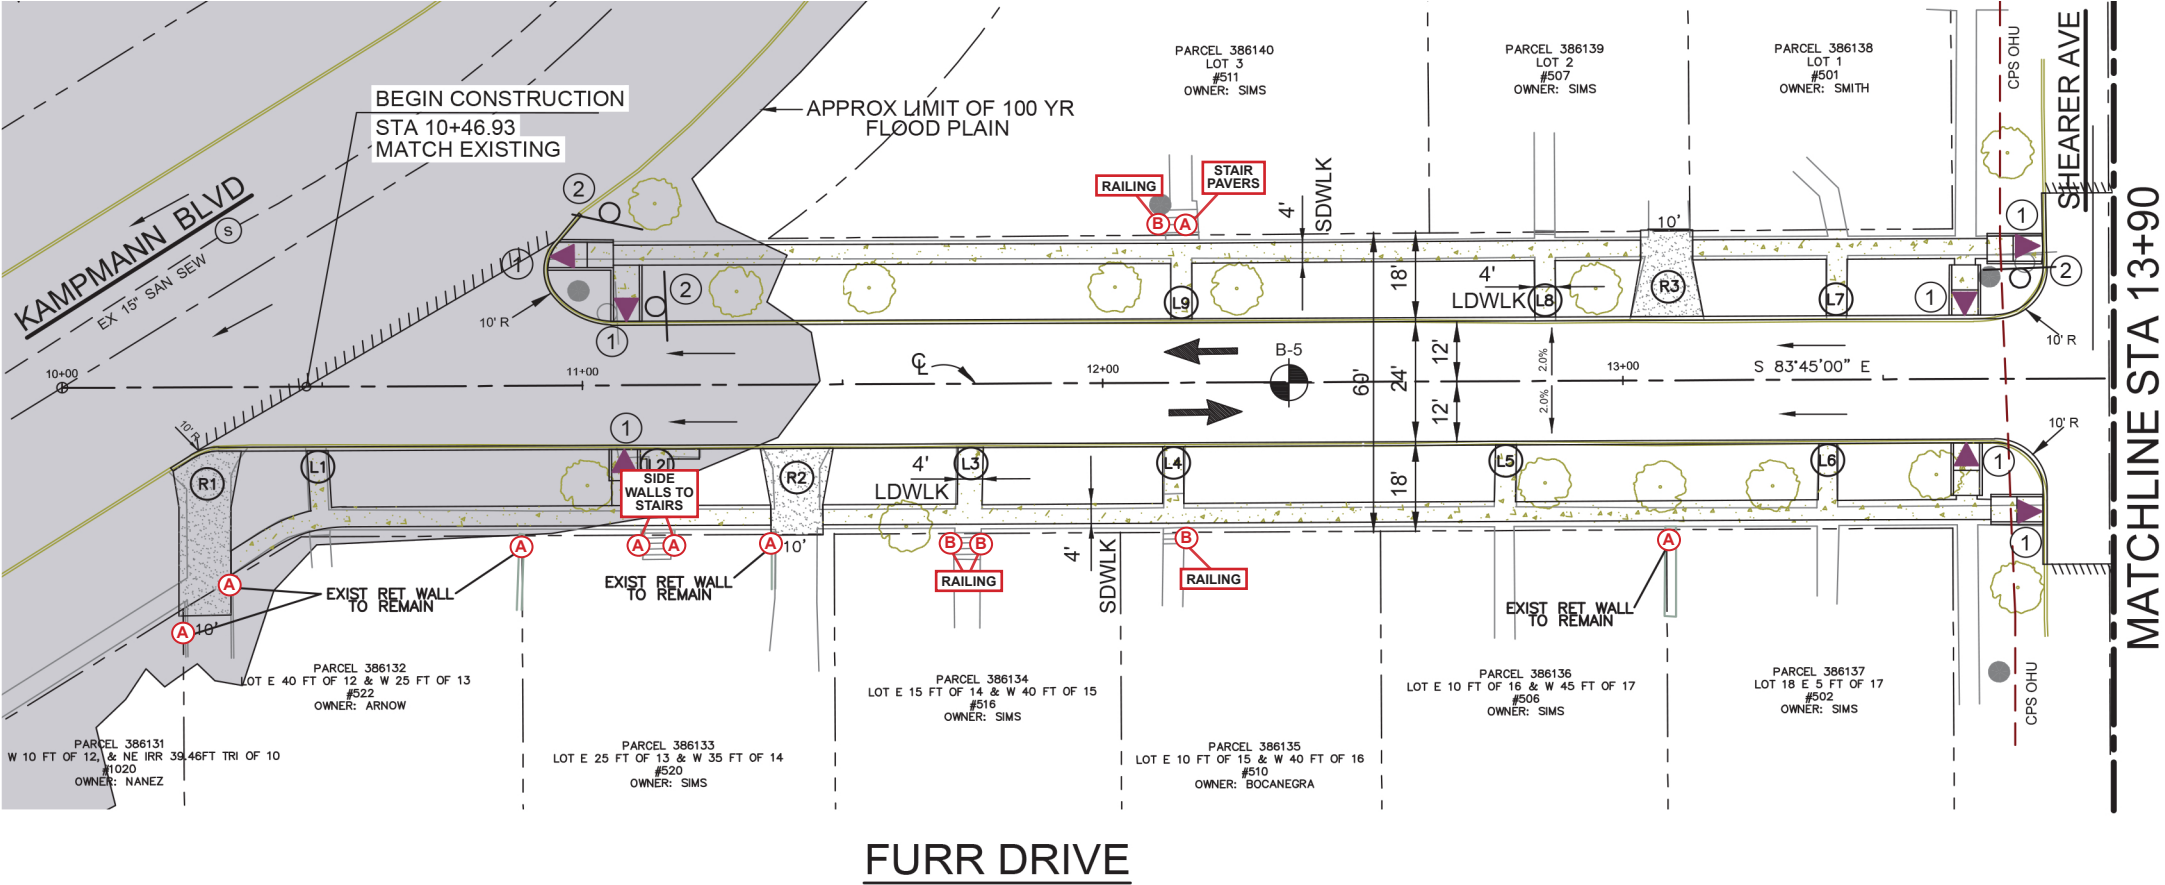 PARCEL 386140
LOT 3
#511
OWNER: SIMS
PARCEL 386139
LOT 2
#507
OWNER: SIMS
PARCEL 386138
LOT 1
#501
OWNER: SMITH
CPS OHU
SHEARER AVE
BEGIN CONSTRUCTION
STA 10+46.93
MATCH EXISTING
APPROX LIMIT OF 100 YR
FLOOD PLAIN
KAMPMANN BLVD
EX 15" SAN SEW
S
RAILING
STAIR
PAVERS
B
A
4'
SDWLK
10'
2
1
2
10' R
1
L9
18'
4'
LDWLK
L8
R3
L7
1
1
2
10' R
10+00
11+00
℄
12+00
B-5
60'
24'
12'
12'
2.0%
2.0%
13+00
S 83°45'00" E
MATCHLINE STA 13+90
10' R
R1
L1
1
L2
SIDE
WALLS TO
STAIRS
R2
4'
LDWLK
L3
L4
18'
L5
L6
1
10' R
1
A
A
A
A
A
A
10'
10'
EXIST RET WALL
TO REMAIN
EXIST RET WALL
TO REMAIN
B
B
RAILING
4'
SDWLK
B
RAILING
A
EXIST RET WALL
TO REMAIN
CPS OHU
PARCEL 386132
LOT E 40 FT OF 12 & W 25 FT OF 13
#522
OWNER: ARNOW
PARCEL 386134
LOT E 15 FT OF 14 & W 40 FT OF 15
#516
OWNER: SIMS
PARCEL 386136
LOT E 10 FT OF 16 & W 45 FT OF 17
#506
OWNER: SIMS
PARCEL 386137
LOT 18 E 5 FT OF 17
#502
OWNER: SIMS
PARCEL 386131
W 10 FT OF 12, & NE IRR 39.46FT TRI OF 10
#1020
OWNER: NANEZ
PARCEL 386133
LOT E 25 FT OF 13 & W 35 FT OF 14
#520
OWNER: SIMS
PARCEL 386135
LOT E 10 FT OF 15 & W 40 FT OF 16
#510
OWNER: BOCANEGRA
FURR DRIVE